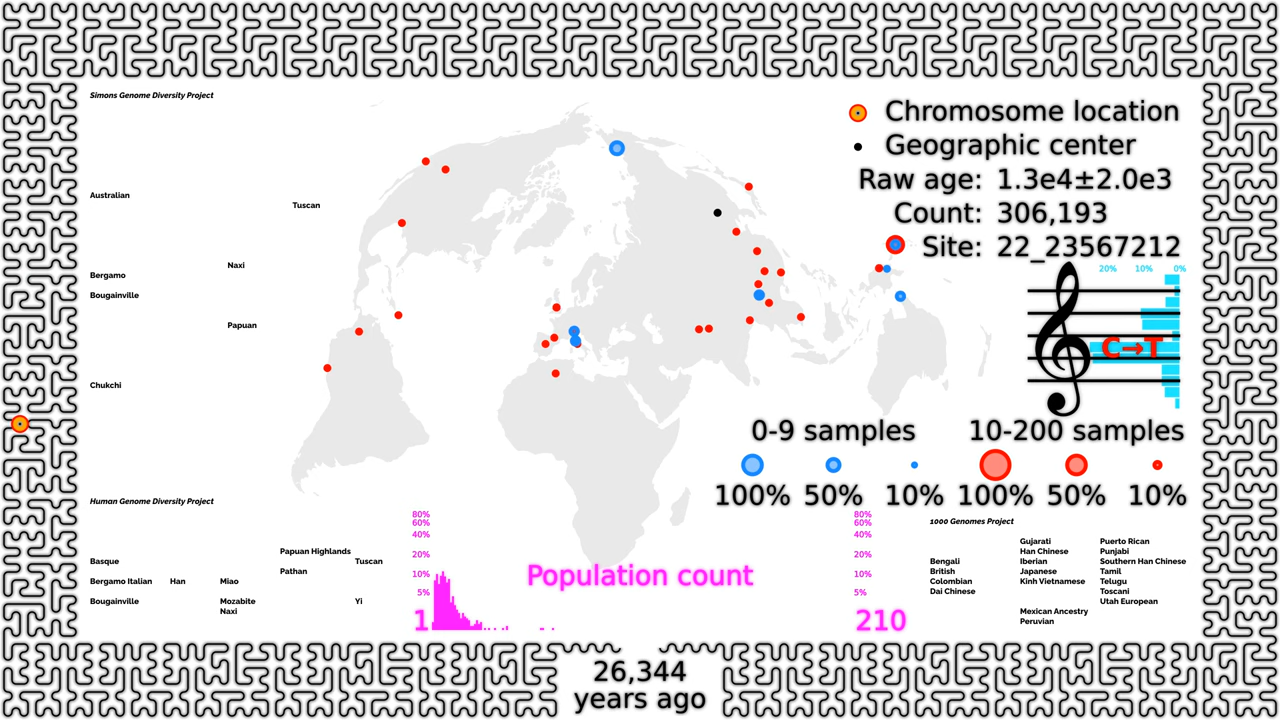 Simons Genome Diversity Project
Australian
Tuscan
Naxi
Bergamo
Bougainville
Papuan
Chukchi
Chromosome location
Geographic center
Raw age: 1.3e4±2.0e3
Count: 306,193
Site: 22_23567212
20% 10% 0%
C→T
0-9 samples 10-200 samples
100% 50% 10% 100% 50% 10%
Human Genome Diversity Project
Papuan Highlands
Basque Tuscan
Pathan
Bergamo Italian Han Miao
Bougainville Mozabite Yi
Naxi
80%
60%
40%
20%
10%
5%
1
Population count
80%
60%
40%
20%
10%
5%
210
1000 Genomes Project
Gujarati Puerto Rican
Han Chinese Punjabi
Bengali Iberian Southern Han Chinese
British Japanese Tamil
Colombian Kinh Vietnamese Telugu
Dai Chinese Toscani
Utah European
Mexican Ancestry
Peruvian
26,344
years ago